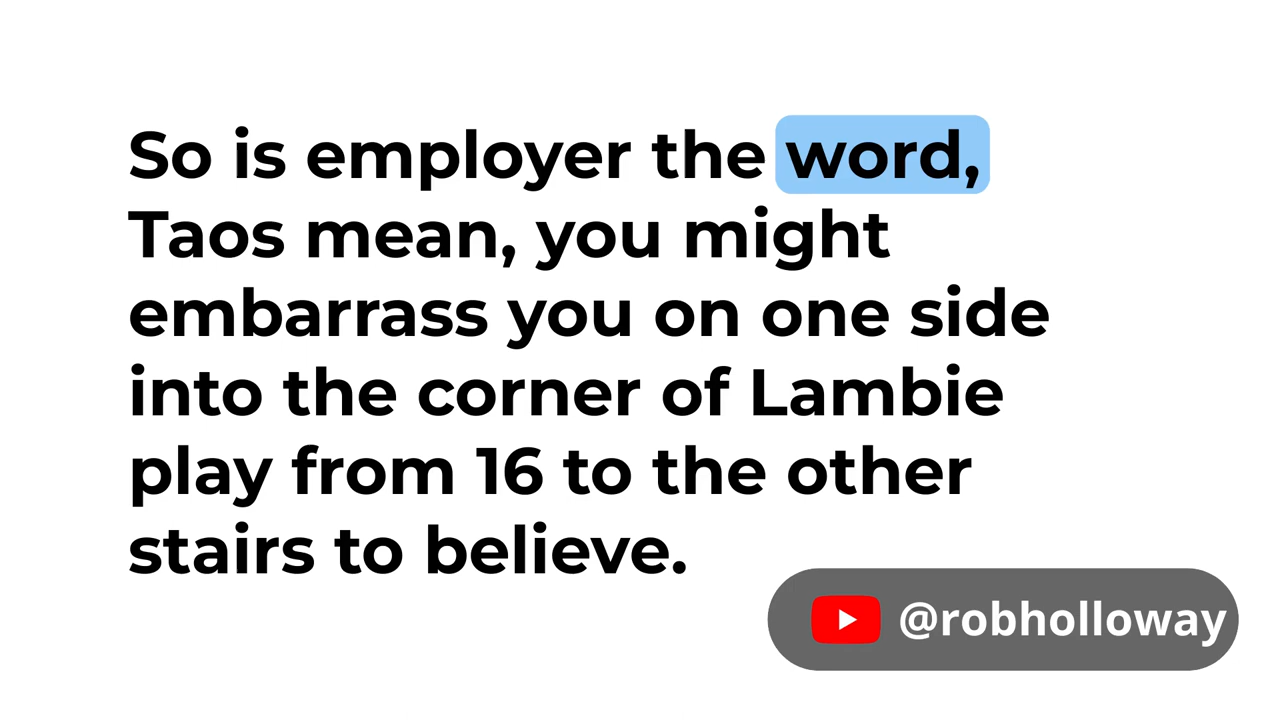 So is employer the word,
Taos mean, you might
embarrass you on one side
into the corner of Lambie
play from 16 to the other
stairs to believe.
@robholloway